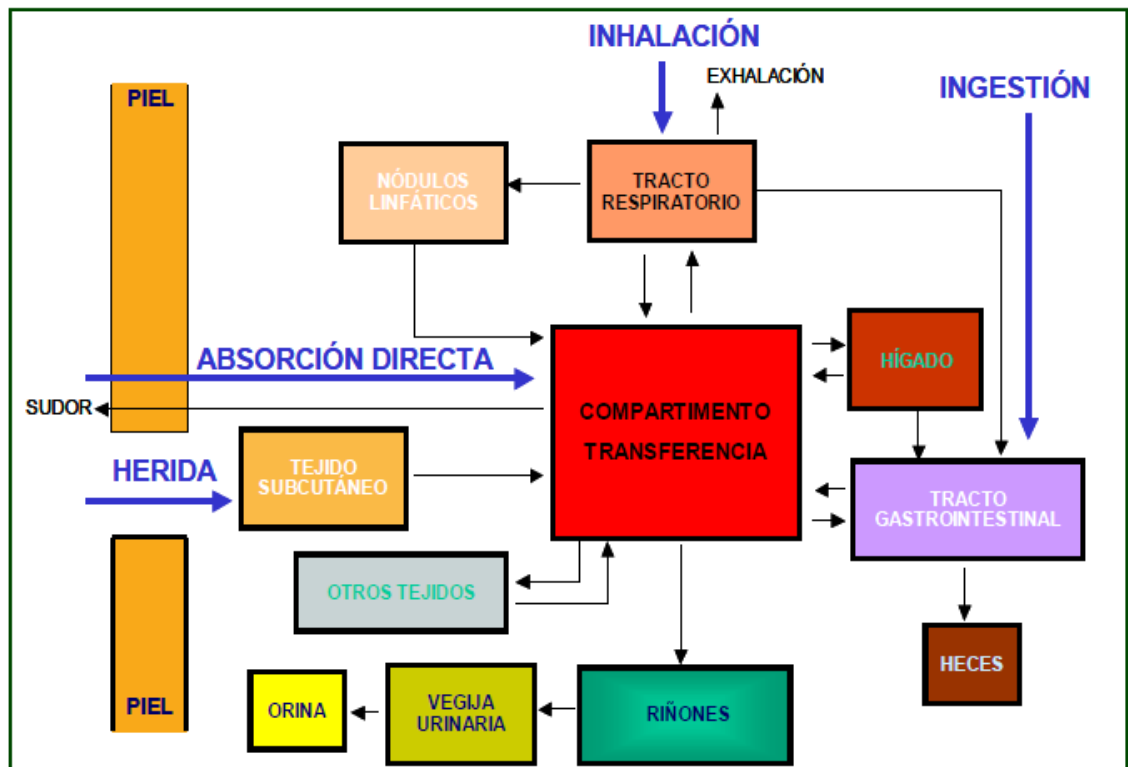 INHALACIÓN
EXHALACIÓN
INGESTIÓN
PIEL
NÓDULOS
LINFÁTICOS
TRACTO
RESPIRATORIO
ABSORCIÓN DIRECTA
HÍGADO
SUDOR
COMPARTIMENTO
TRANSFERENCIA
HERIDA
TEJIDO
SUBCUTÁNEO
TRACTO
GASTROINTESTINAL
OTROS TEJIDOS
HECES
PIEL
ORINA
VEGIJA
URINARIA
RIÑONES